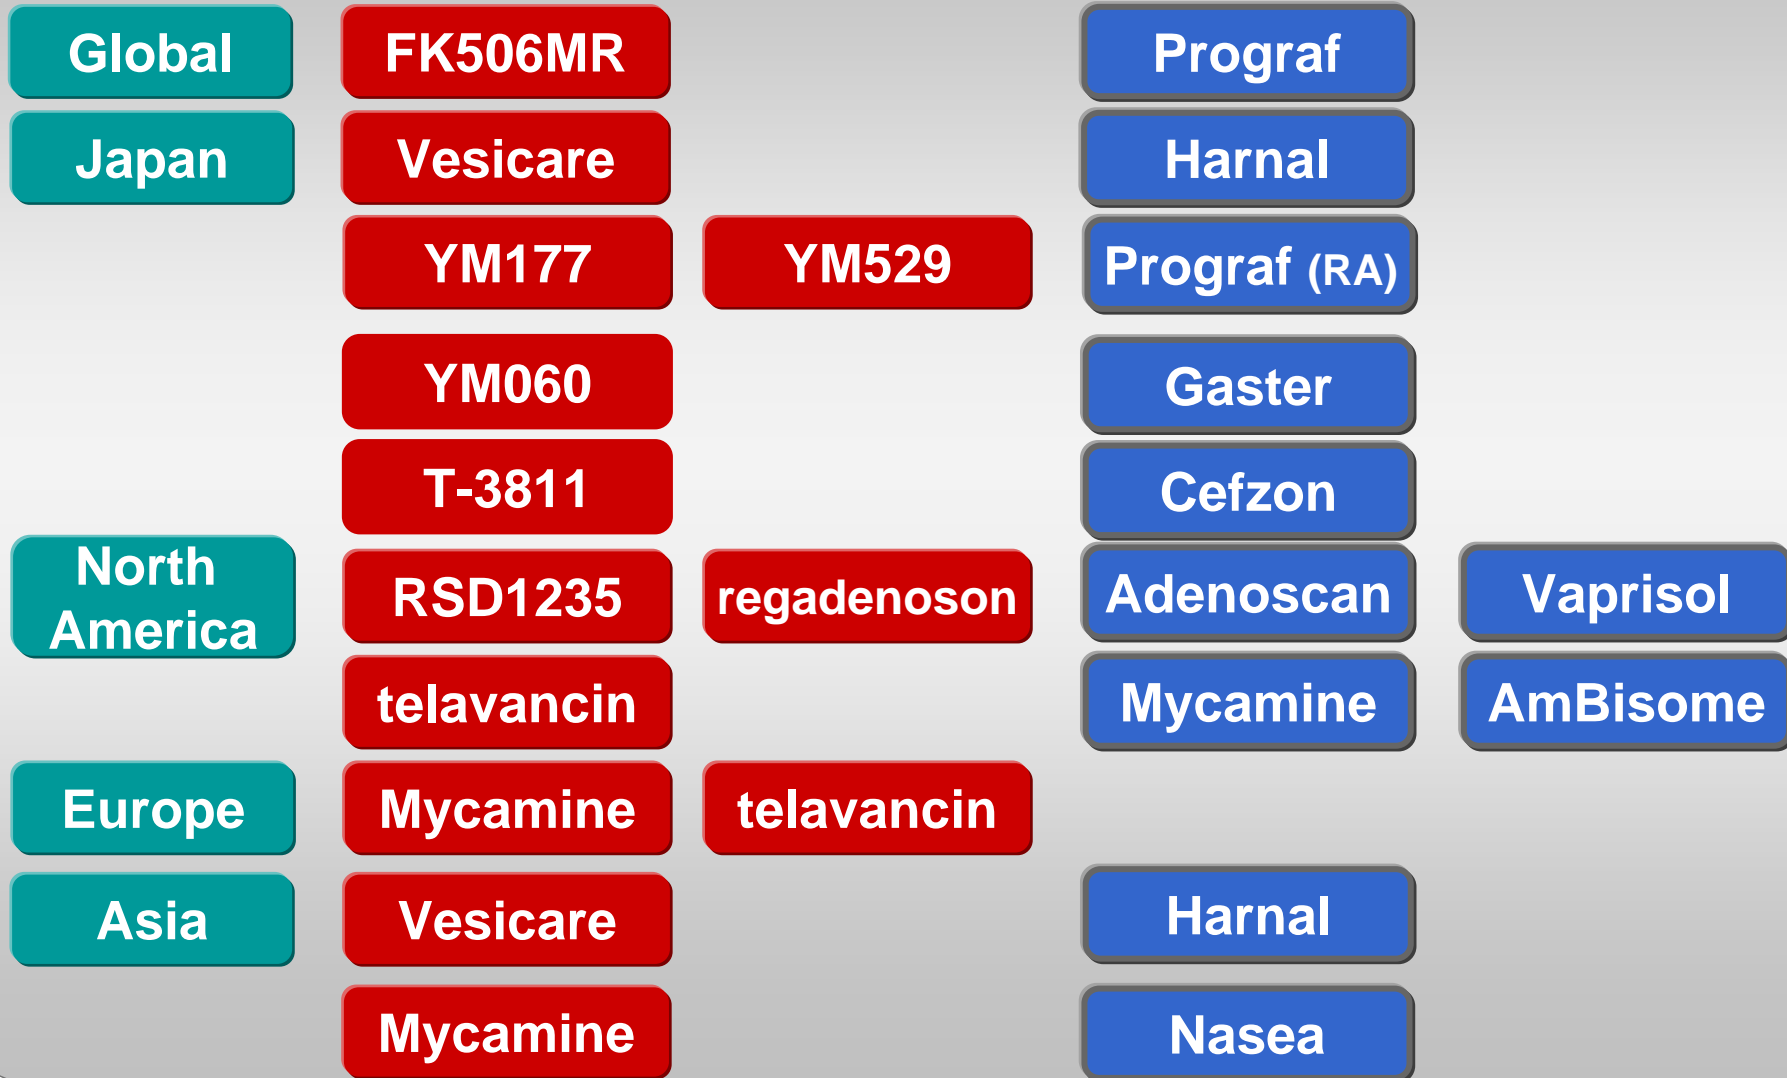 Global FK506MR Prograf
Japan Vesicare Harnal
YM177 YM529 Prograf (RA)
YM060 Gaster
T-3811 Cefzon
North
America RSD1235 regadenoson Adenoscan Vaprisol
telavancin Mycamine AmBisome
Europe Mycamine telavancin
Asia Vesicare Harnal
Mycamine Nasea